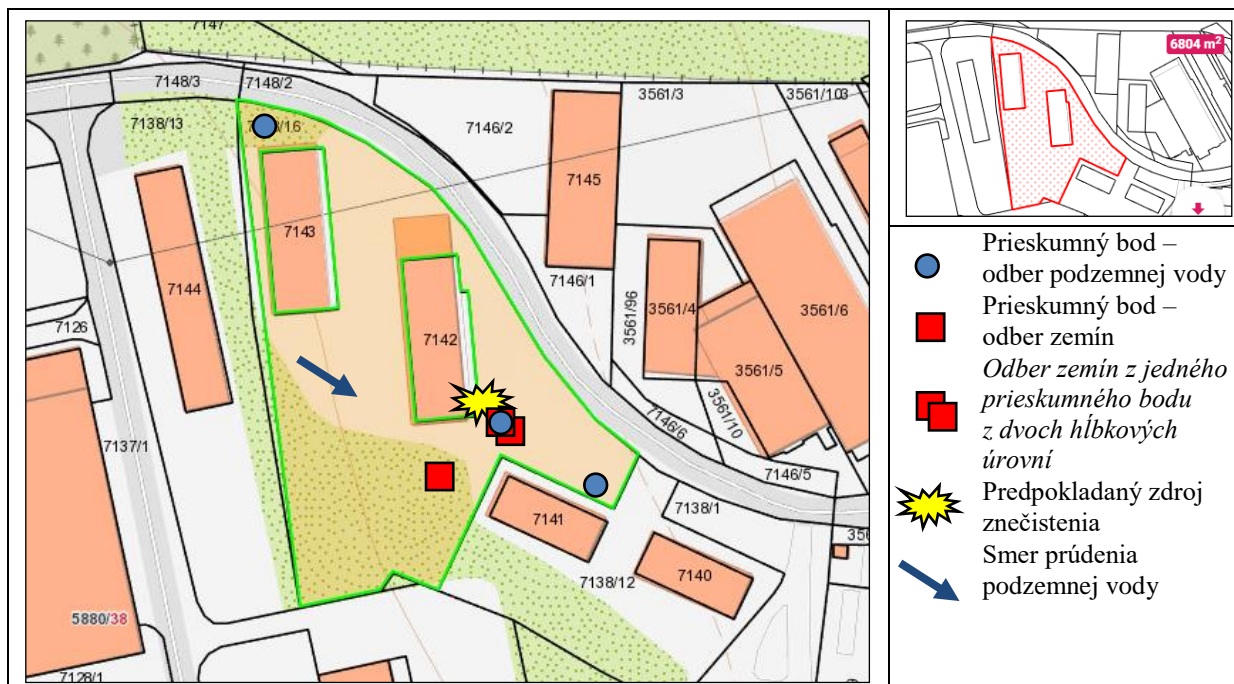 7147
7148/3
7148/2
3561/3
3561/103
7138/13
7146/2
7145
7143
7144
7146/1
3561/96
3561/4
3561/6
7126
7142
3561/5
3561/10
7146/6
7137/1
7146/5
7141
7138/1
7138/12
7140
5880/38
7128/1
6804 m²
Prieskumný bod –
odber podzemnej vody
Prieskumný bod –
odber zemín
Odber zemín z jedného
prieskumného bodu
z dvoch hĺbkových
úrovní
Predpokladaný zdroj
znečistenia
Smer prúdenia
podzemnej vody